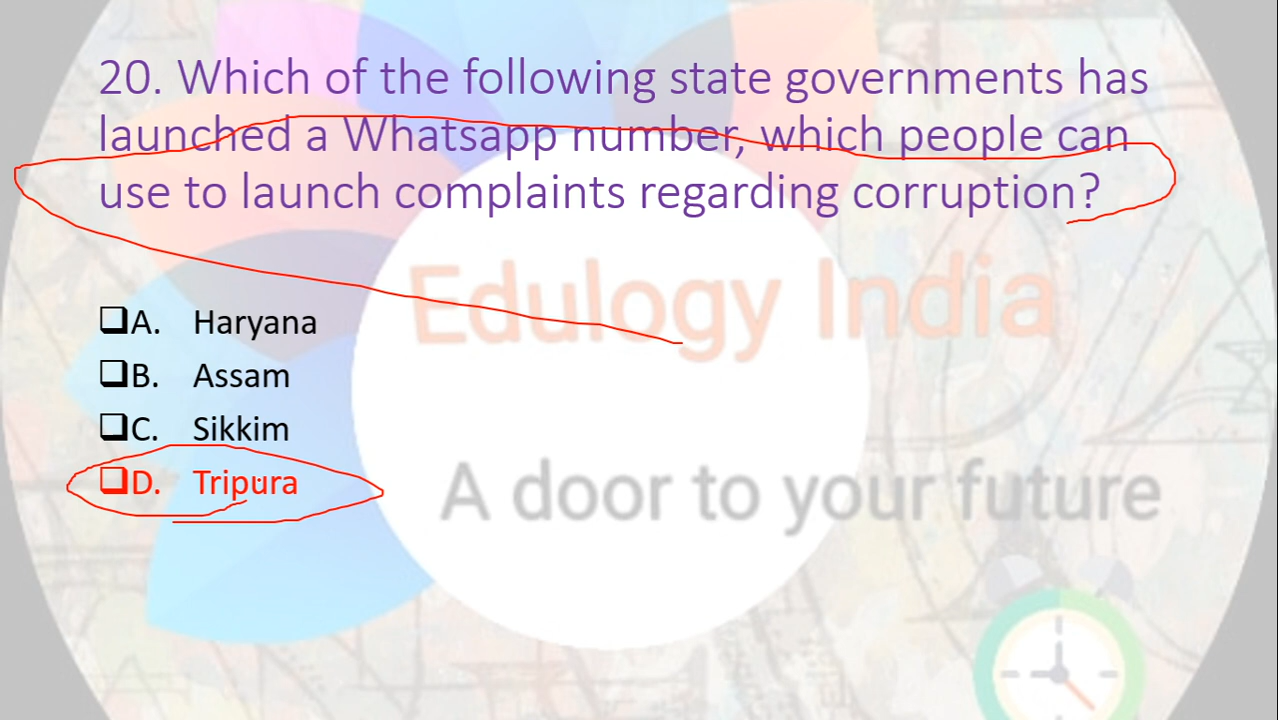 20. Which of the following state governments has
launched a Whatsapp number, which people can
use to launch complaints regarding corruption?
Edulogy India
❑A. Haryana
❑B. Assam
❑C. Sikkim
❑D. Tripura
A door to your future